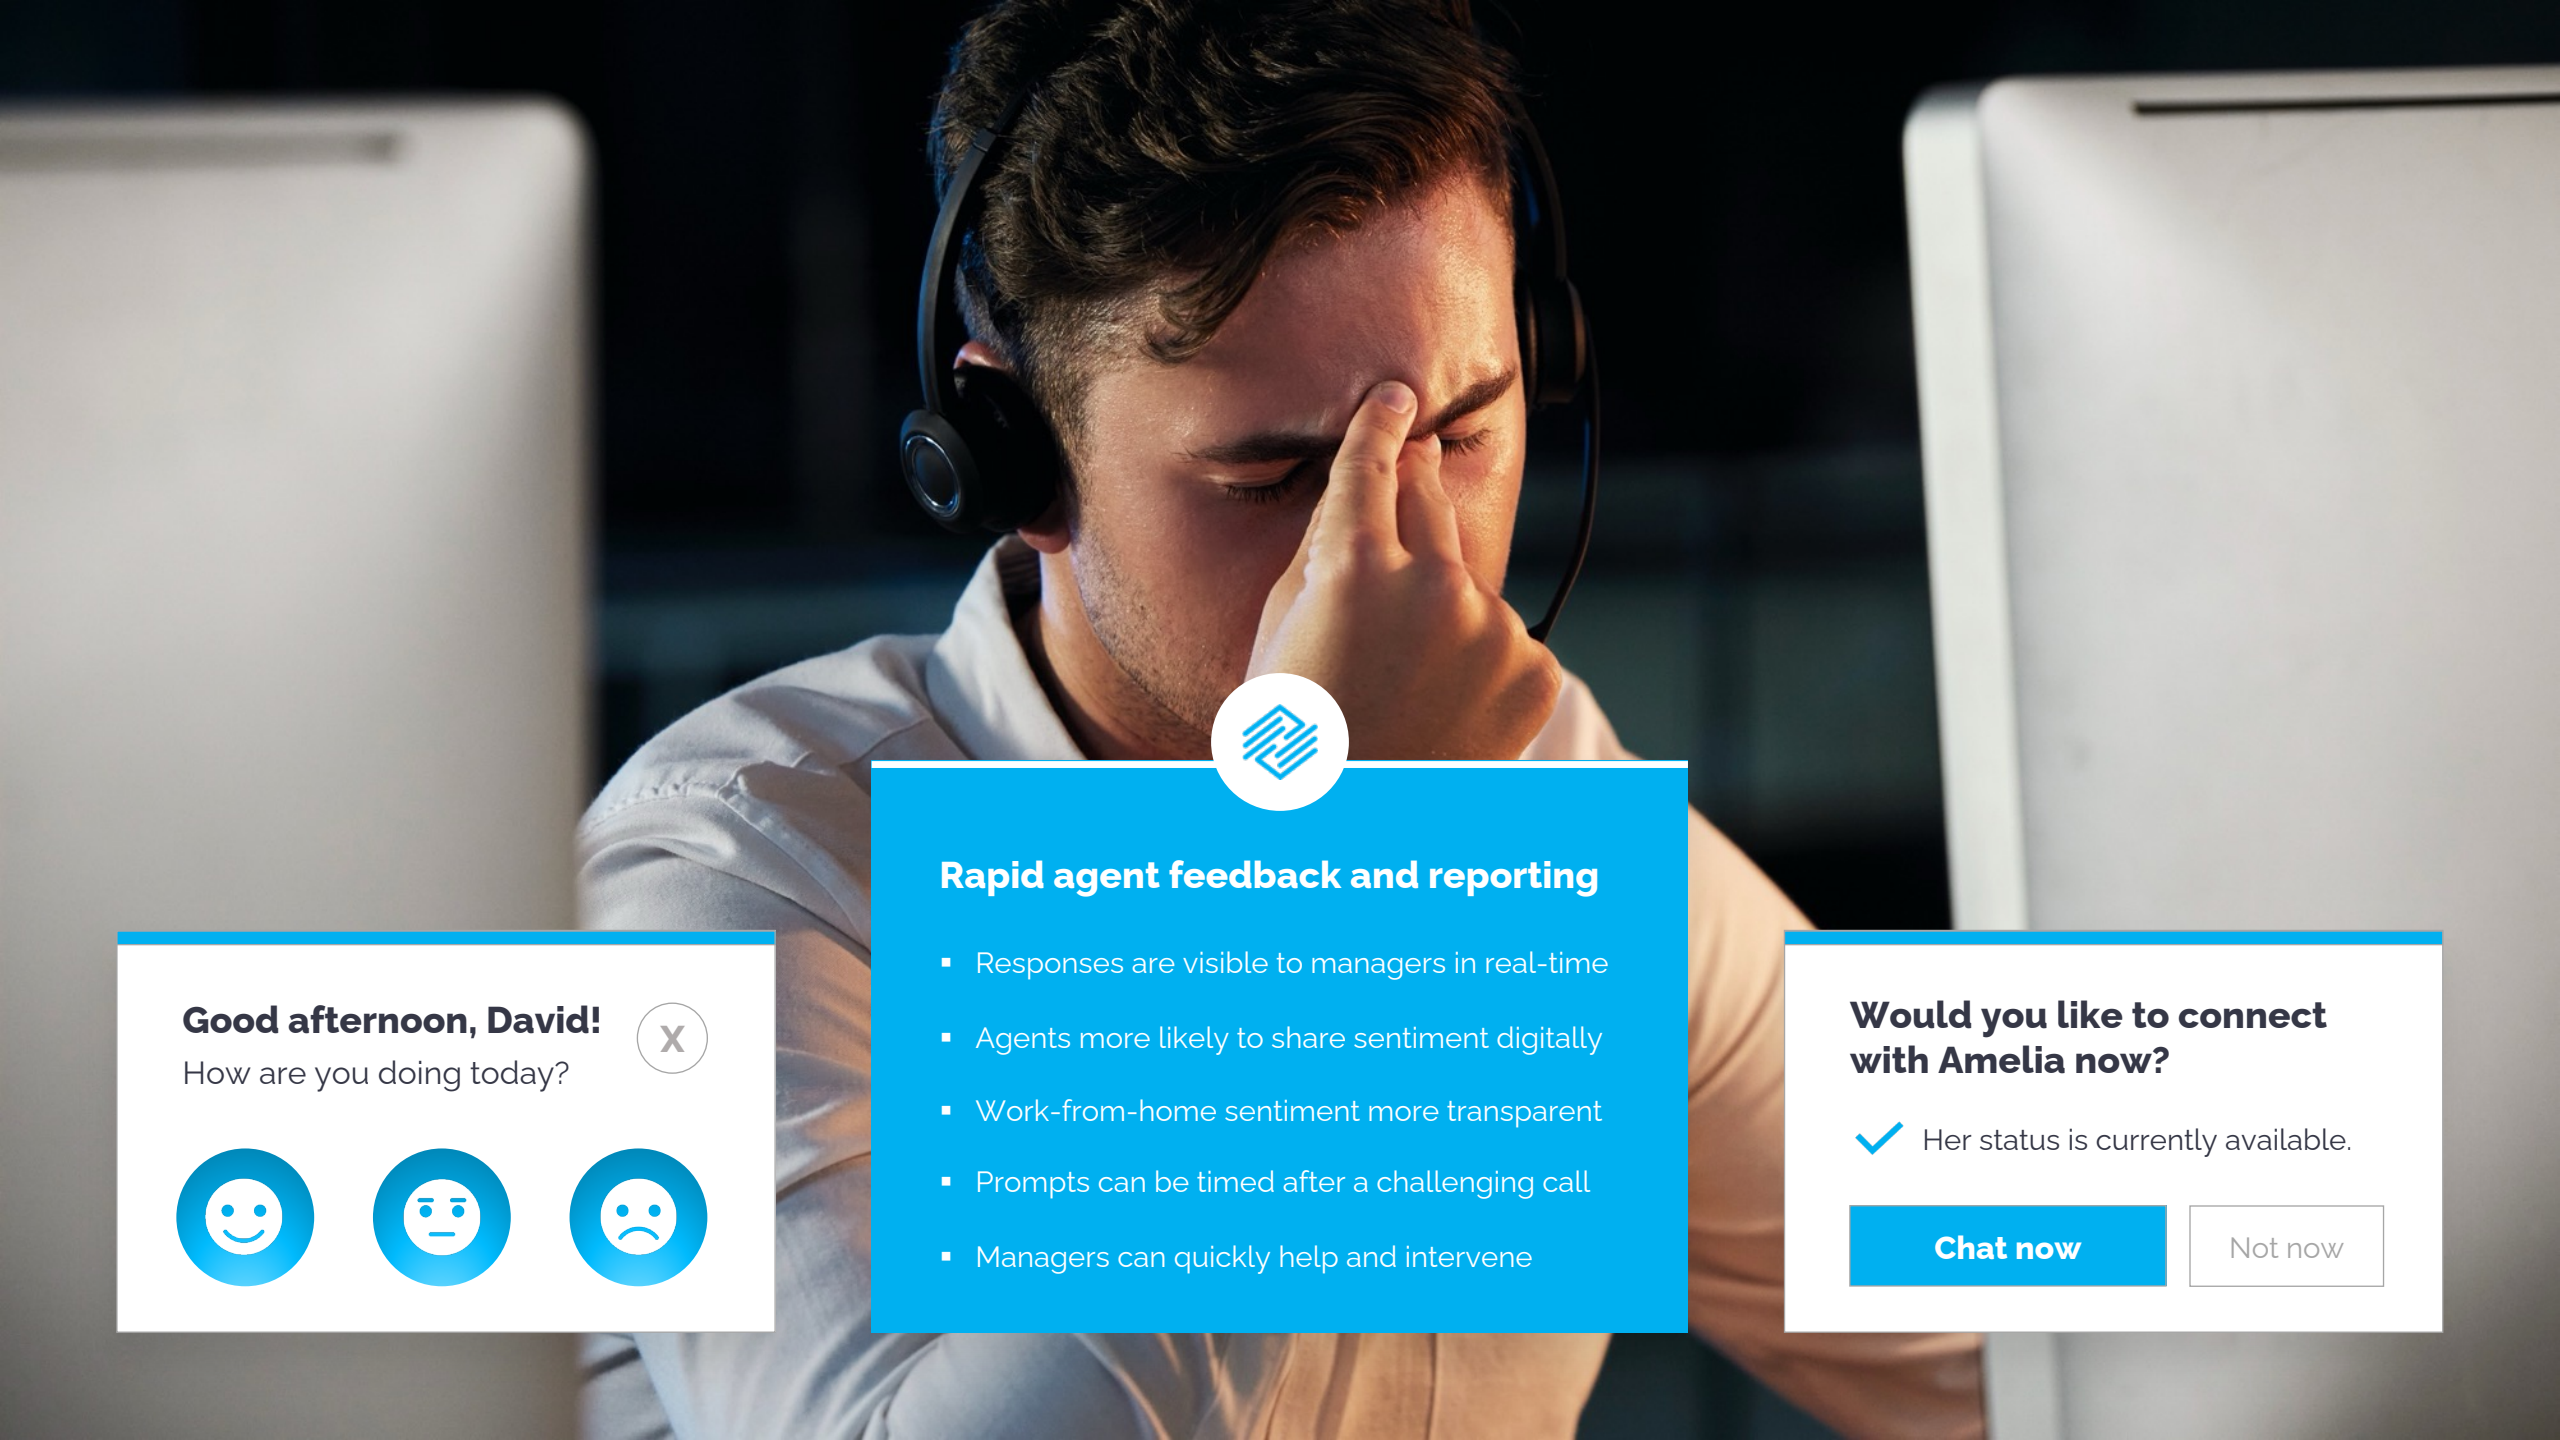 Good afternoon, David!
How are you doing today?
X
Rapid agent feedback and reporting
▪ Responses are visible to managers in real-time
▪ Agents more likely to share sentiment digitally
▪ Work-from-home sentiment more transparent
▪ Prompts can be timed after a challenging call
▪ Managers can quickly help and intervene
Would you like to connect
with Amelia now?
Her status is currently available.
Chat now
Not now